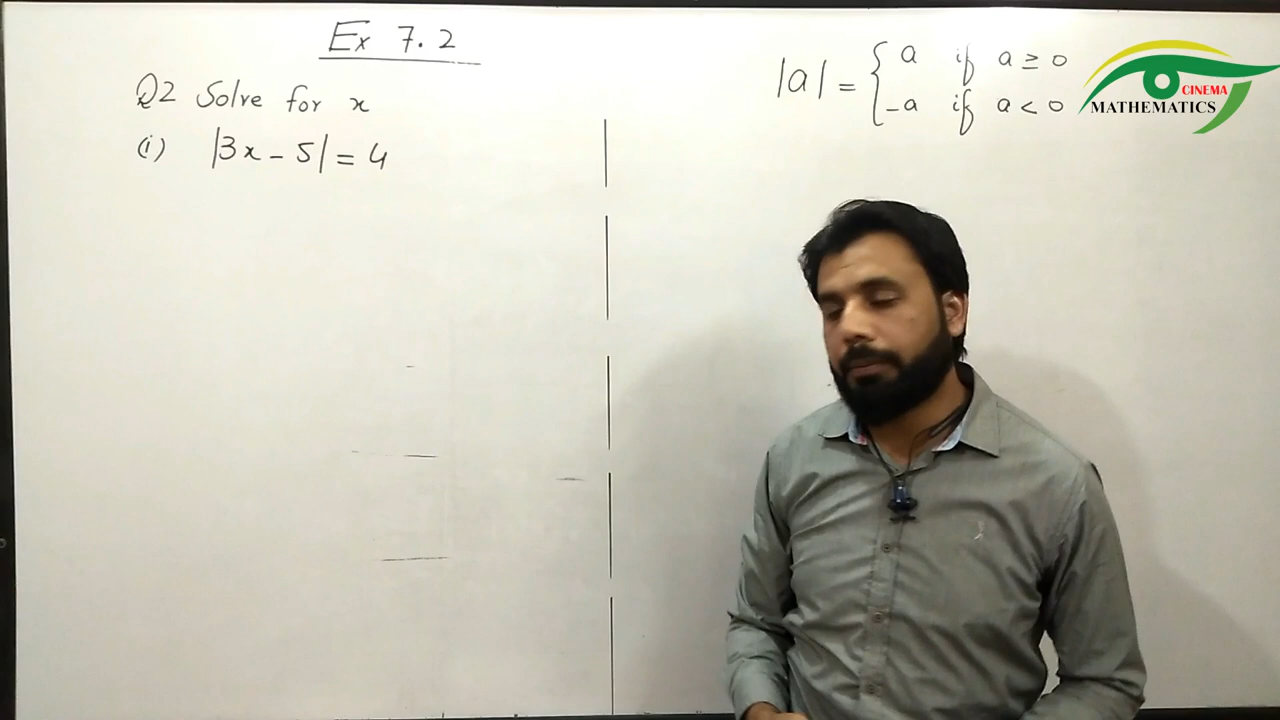 Ex 7.2
Q2 Solve for x
(i) |3x - 5| = 4
|a| = { a if a ≥ 0
-a if a < 0
CINEMA
MATHEMATICS